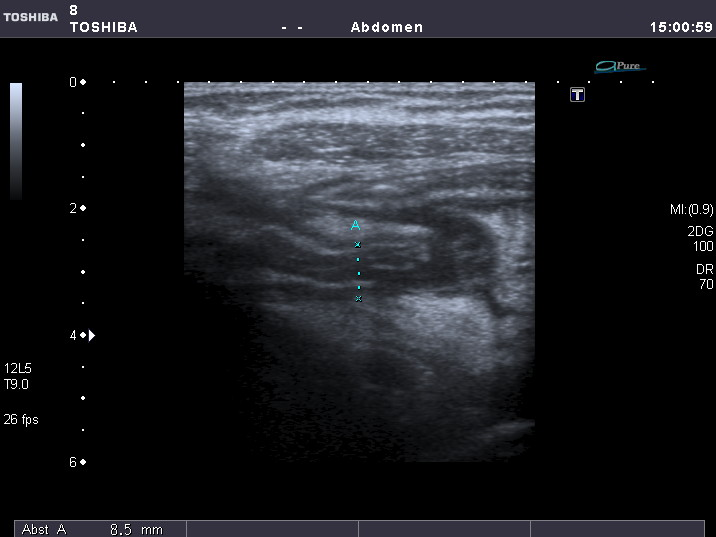 TOSHIBA
8
TOSHIBA
- -
Abdomen
15:00:59
aPure
T
0
2
4
6
A
MI:(0.9)
2DG
100
DR
70
12L5
T9.0
26 fps
Abst A 8.5 mm